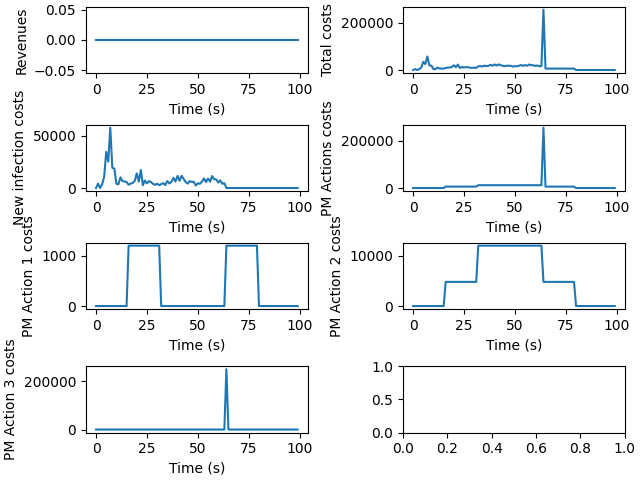 Revenues
0.05
0.00
−0.05
0 25 50 75 100
Time (s)
Total costs
200000
0
0 25 50 75 100
Time (s)
New infection costs
50000
0
0 25 50 75 100
Time (s)
PM Actions costs
200000
0
0 25 50 75 100
Time (s)
PM Action 1 costs
1000
0
0 25 50 75 100
Time (s)
PM Action 2 costs
10000
0
0 25 50 75 100
Time (s)
PM Action 3 costs
200000
0
0 25 50 75 100
Time (s)
1.0
0.5
0.0
0.0 0.2 0.4 0.6 0.8 1.0